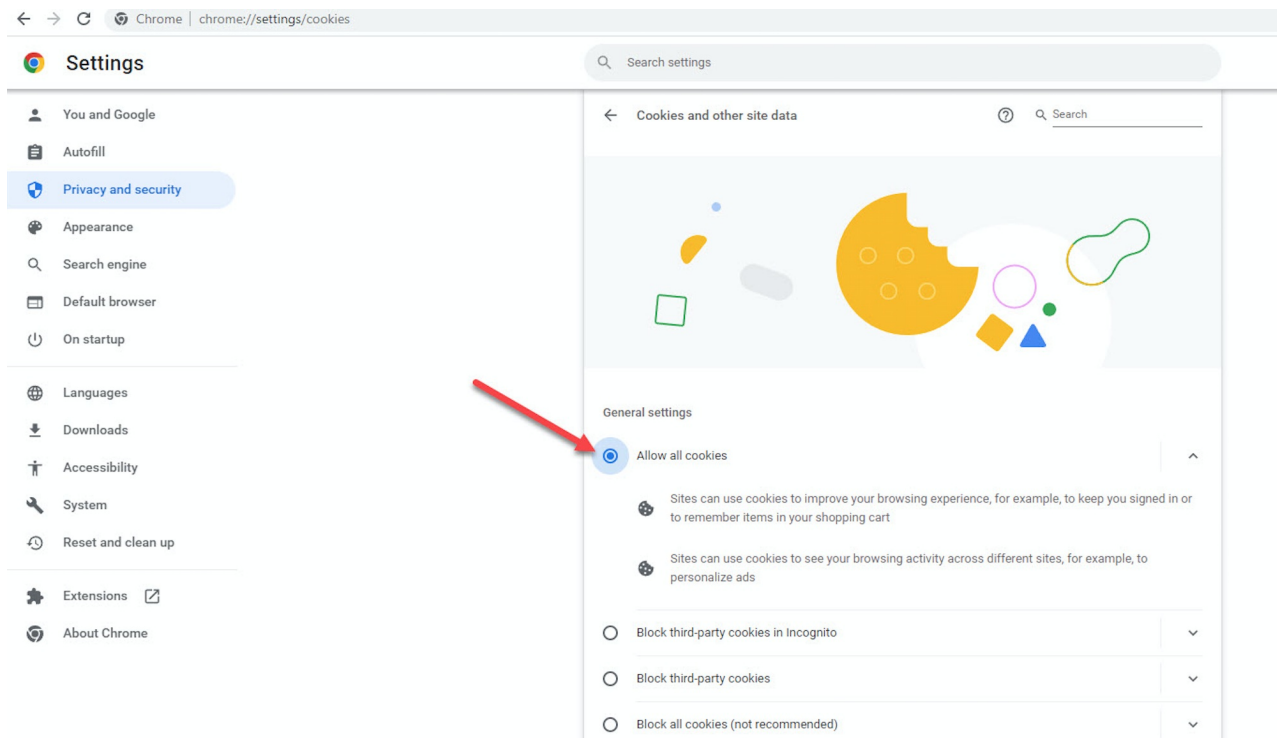 Chrome | chrome://settings/cookies
Settings
Search settings
You and Google
Autofill
Privacy and security
Appearance
Search engine
Default browser
On startup
Languages
Downloads
Accessibility
System
Reset and clean up
Extensions
About Chrome
Cookies and other site data
Search
General settings
Allow all cookies
Sites can use cookies to improve your browsing experience, for example, to keep you signed in or
to remember items in your shopping cart
Sites can use cookies to see your browsing activity across different sites, for example, to
personalize ads
Block third-party cookies in Incognito
Block third-party cookies
Block all cookies (not recommended)